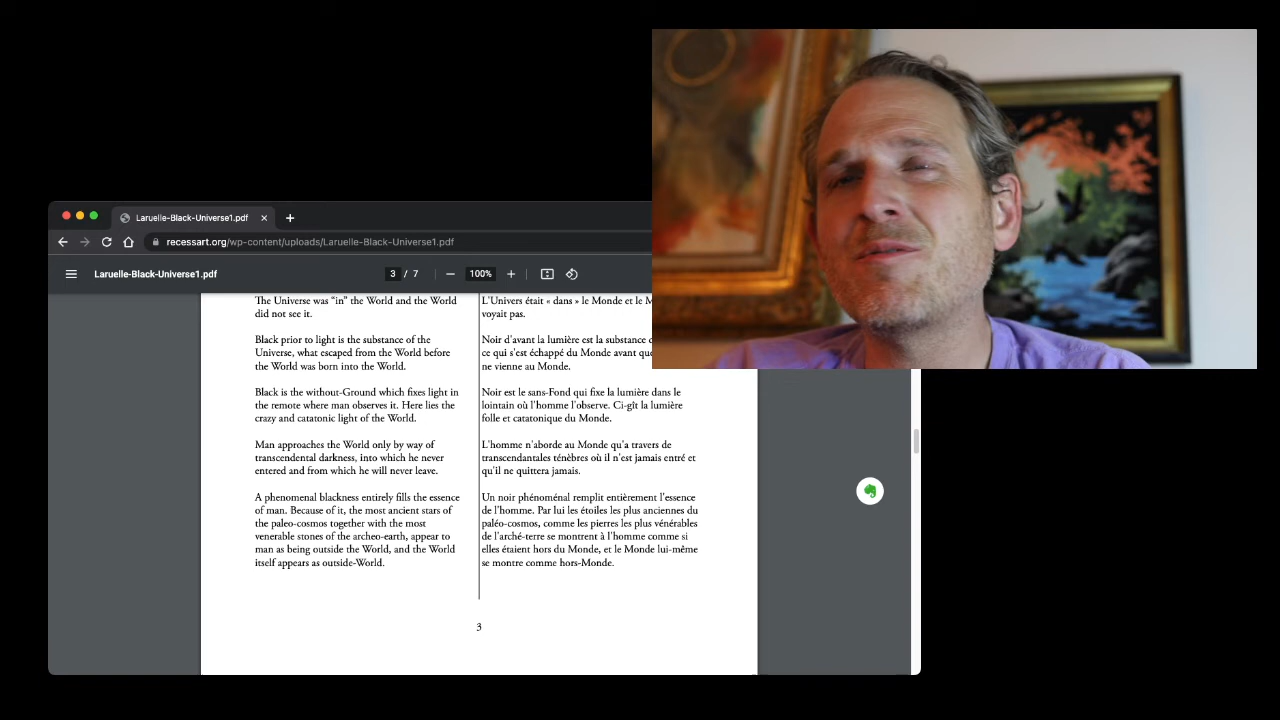 Laruelle-Black-Universe1.pdf
recessart.org/wp-content/uploads/Laruelle-Black-Universe1.pdf
Laruelle-Black-Universe1.pdf
3 / 7
100%
The Universe was “in” the World and the World
did not see it.
Black prior to light is the substance of the
Universe, what escaped from the World before
the World was born into the World.
Black is the without-Ground which fixes light in
the remote where man observes it. Here lies the
crazy and catatonic light of the World.
Man approaches the World only by way of
transcendental darkness, into which he never
entered and from which he will never leave.
A phenomenal blackness entirely fills the essence
of man. Because of it, the most ancient stars of
the paleo-cosmos together with the most
venerable stones of the archeo-earth, appear to
man as being outside the World, and the World
itself appears as outside-World.
L'Univers était « dans » le Monde et le M
voyait pas.
Noir d'avant la lumière est la substance
ce qui s'est échappé du Monde avant que
ne vienne au Monde.
Noir est le sans-Fond qui fixe la lumière dans le
lointain où l'homme l'observe. Ci-gît la lumière
folle et catatonique du Monde.
L'homme n'aborde au Monde qu'a travers de
transcendantales ténèbres où il n'est jamais entré et
qu'il ne quittera jamais.
Un noir phénoménal remplit entièrement l'essence
de l'homme. Par lui les étoiles les plus anciennes du
paléo-cosmos, comme les pierres les plus vénérables
de l'arché-terre se montrent à l'homme comme si
elles étaient hors du Monde, et le Monde lui-même
se montre comme hors-Monde.
3